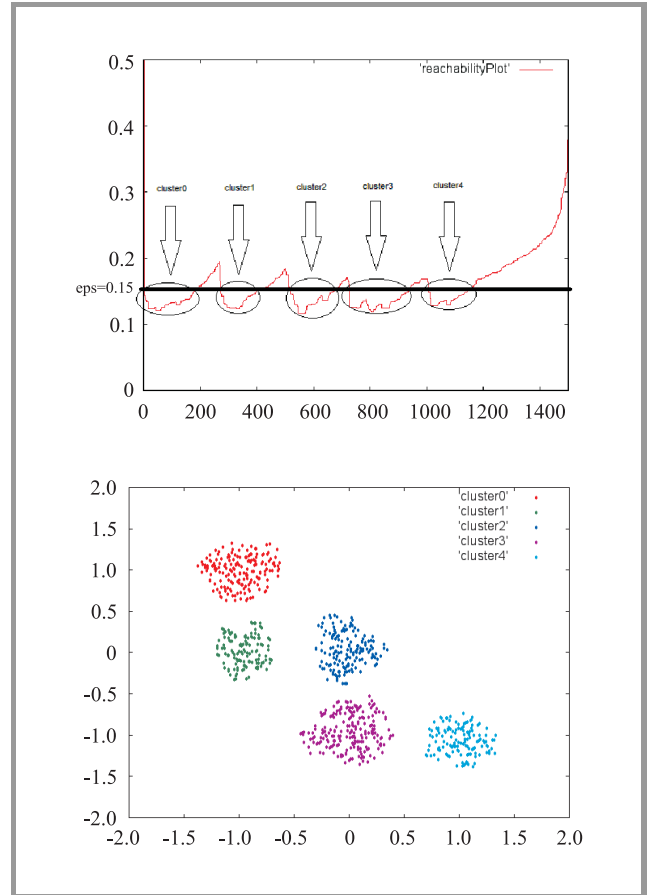 0.5
'reachabilityPlot'
0.4
0.3
cluster0 cluster1 cluster2 cluster3 cluster4
0.2
eps=0.15
0.1
0
0 200 400 600 800 1000 1200 1400
2.0
'cluster0'
'cluster1'
1.5
'cluster2'
'cluster3'
'cluster4'
1.0
0.5
0
-0.5
-1.0
-1.5
-2.0
-2.0 -1.5 -1.0 -0.5 0 0.5 1.0 1.5 2.0